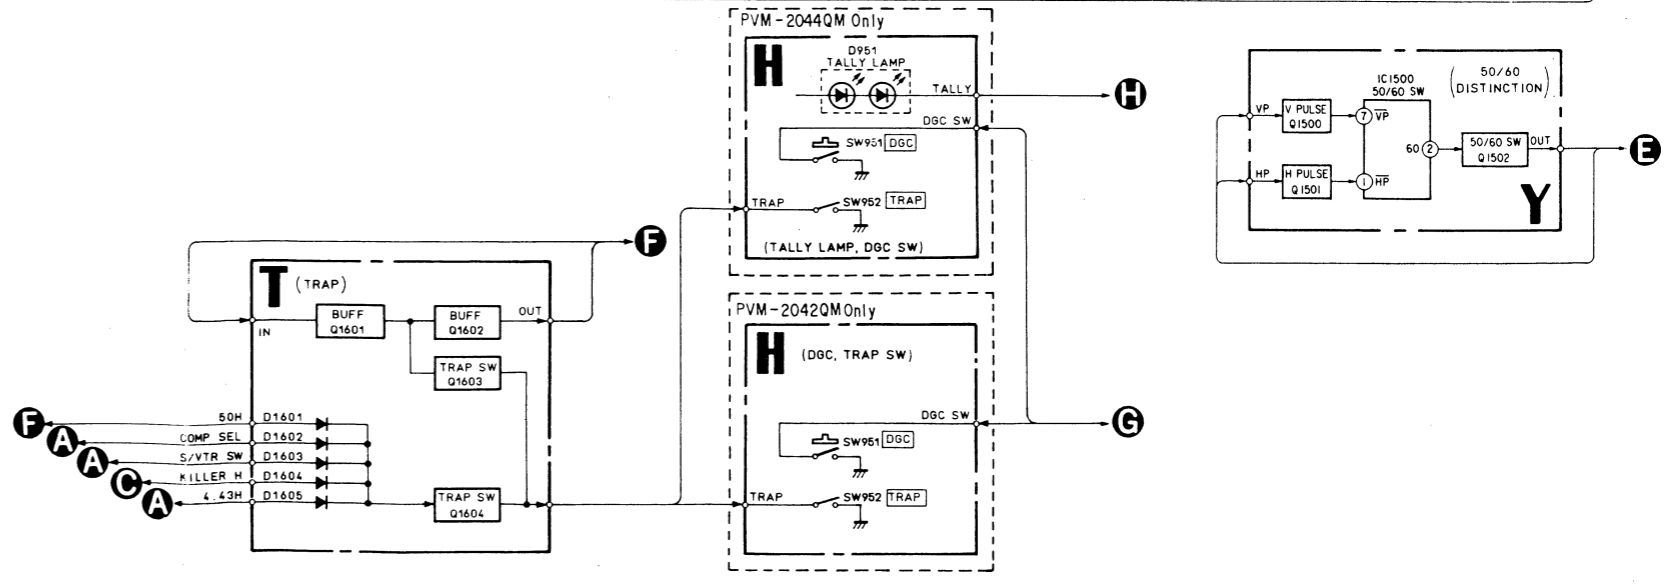 PVM-2044QM Only
H
D951
TALLY LAMP
TALLY
H
DGC SW
SW951 DGC
TRAP
SW952 TRAP
(TALLY LAMP, DGC SW)
IC1500
50/60 SW
(50/60
DISTINCTION)
VP
V PULSE
Q1500
7 VP
60 2
50/60 SW
Q1502
OUT
E
HP
H PULSE
Q1501
1 HP
Y
F
T (TRAP)
IN
BUFF
Q1601
BUFF
Q1602
OUT
TRAP SW
Q1603
F 50H D1601
A COMP SEL D1602
A S/VTR SW D1603
C KILLER H D1604
A 4.43H D1605
TRAP SW
Q1604
PVM-2042QM Only
H (DGC, TRAP SW)
DGC SW
G
SW951 DGC
TRAP
SW952 TRAP